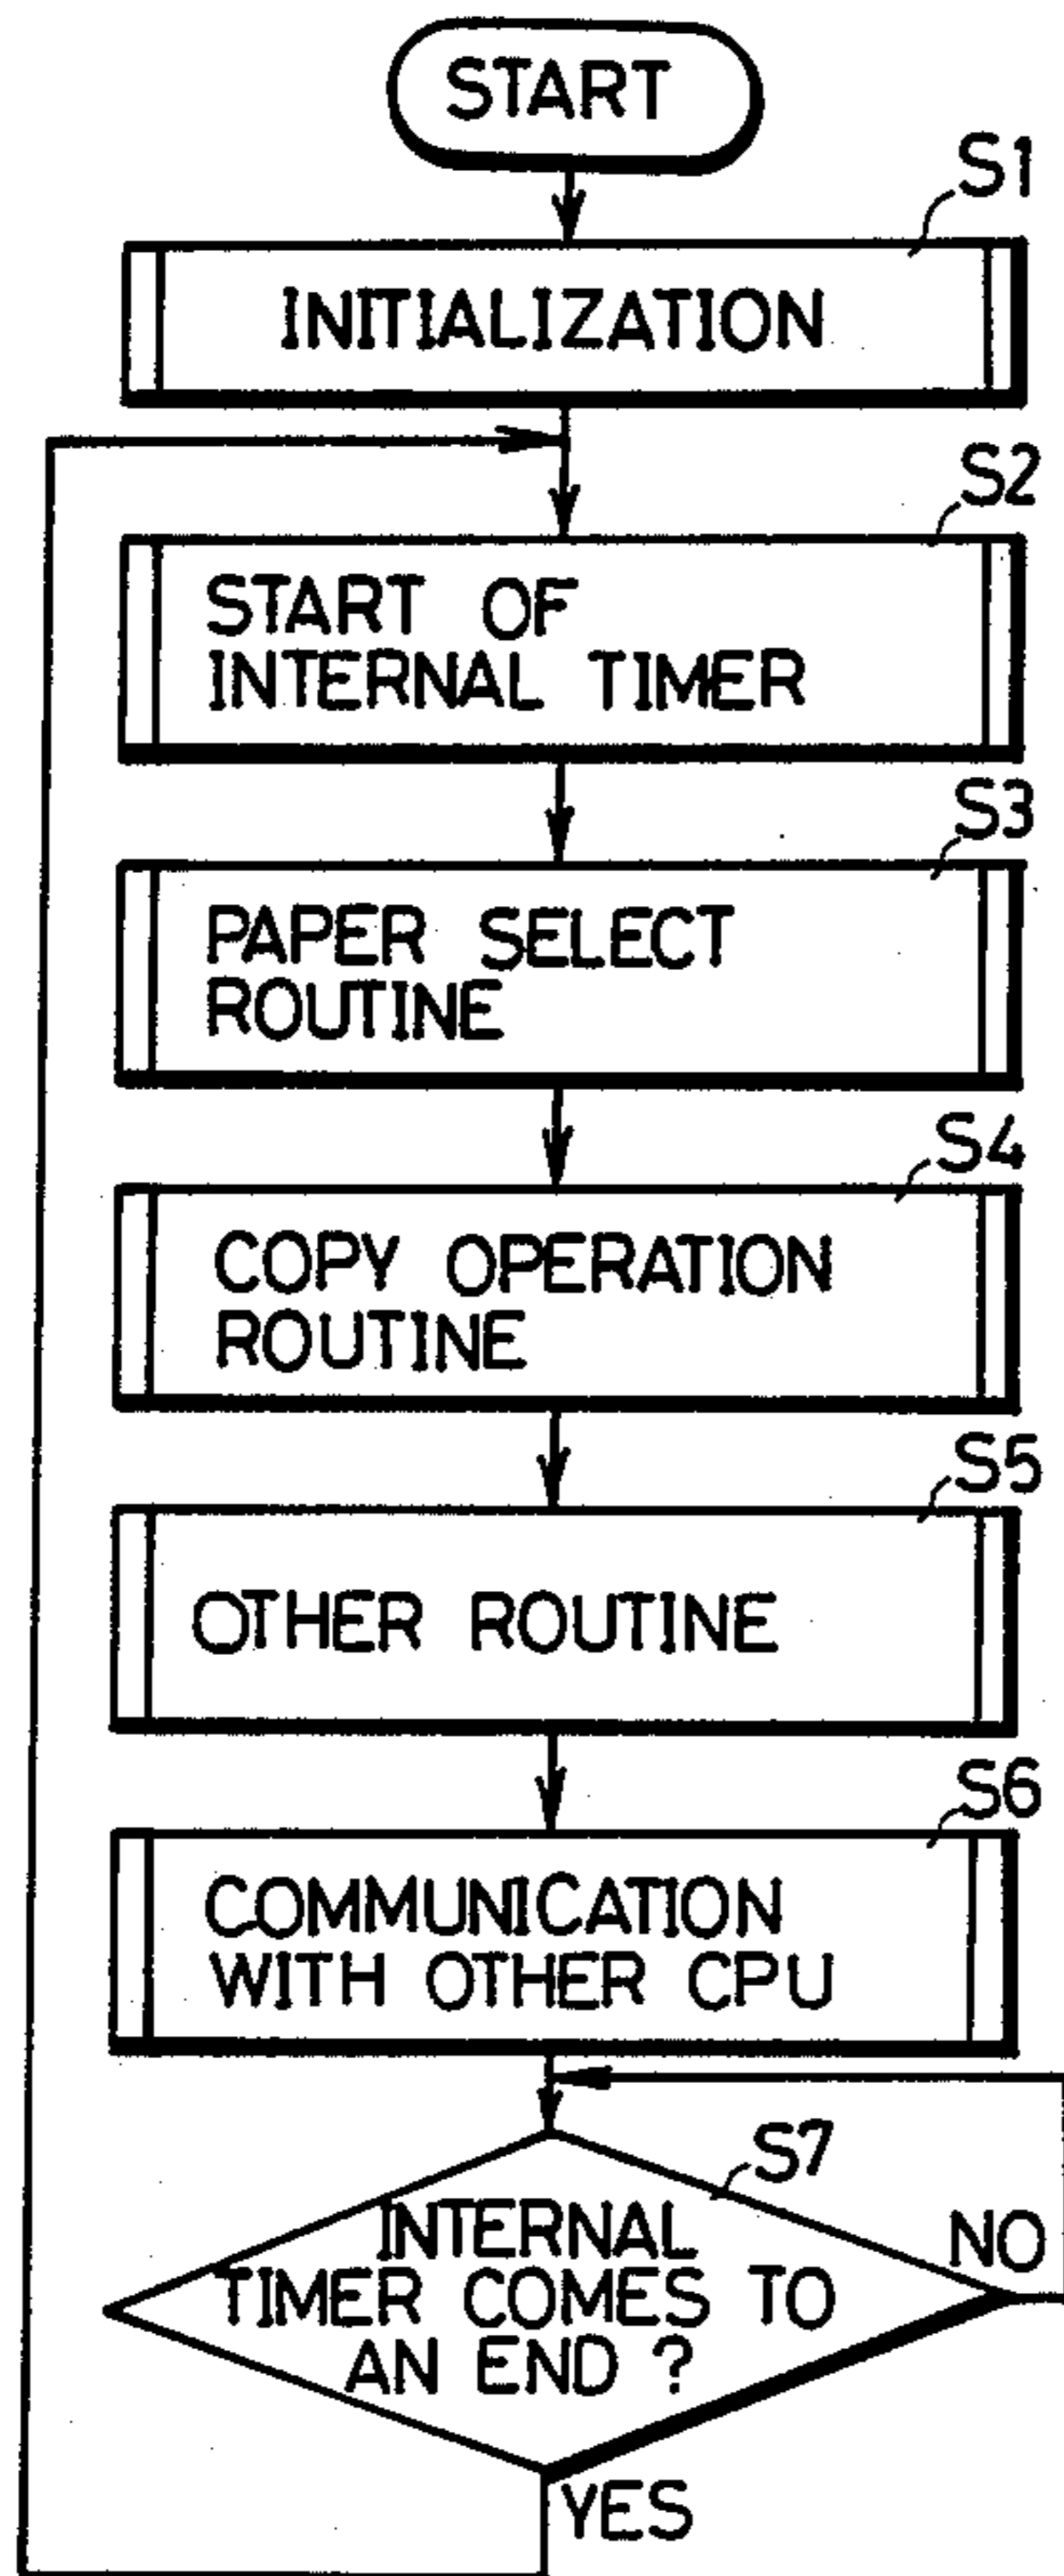 START
S1
INITIALIZATION
S2
START OF
INTERNAL TIMER
S3
PAPER SELECT
ROUTINE
S4
COPY OPERATION
ROUTINE
S5
OTHER ROUTINE
S6
COMMUNICATION
WITH OTHER CPU
S7
INTERNAL
TIMER COMES TO
AN END ?
NO
YES